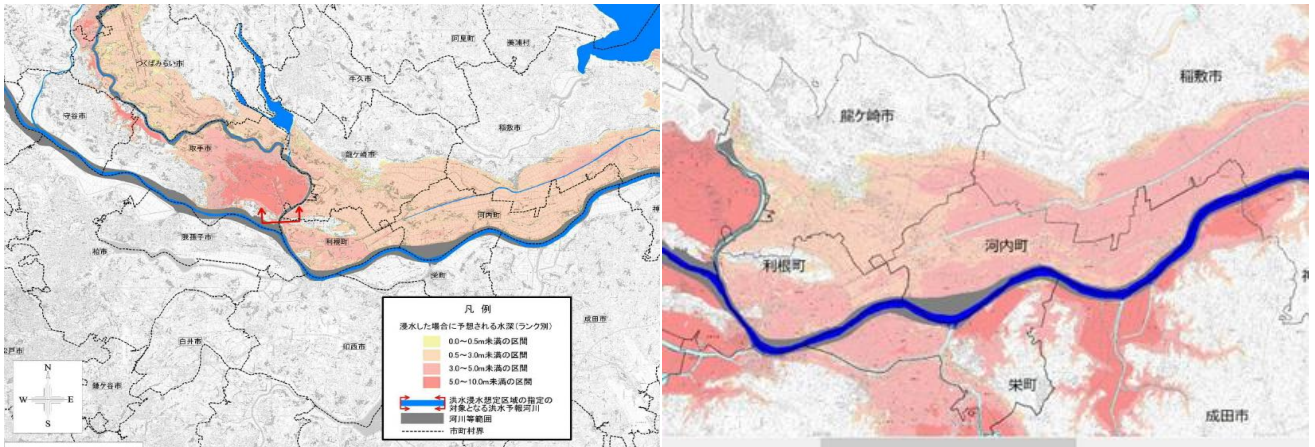 阿見町
美浦村
つくばみらい市
牛久市
守谷市
稲敷市
取手市
龍ケ崎市
河内町
利根町
我孫子市
柏市
栄町
凡 例
浸水した場合に予想される水深(ランク別)
0.0~0.5m未満の区間
0.5~3.0m未満の区間
3.0~5.0m未満の区間
5.0~10.0m未満の区間
洪水浸水想定区域の指定の
対象となる洪水予報河川
河川等範囲
市町村界
成田市
白井市
印西市
鎌ケ谷市
N
W E
S
稲敷市
龍ケ崎市
河内町
利根町
栄町
成田市